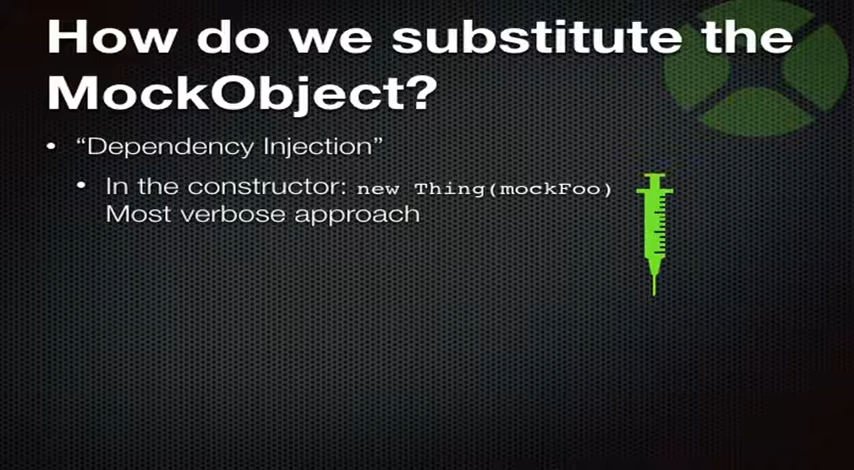 How do we substitute the
MockObject?
• “Dependency Injection”
• In the constructor: new Thing(mockFoo)
Most verbose approach